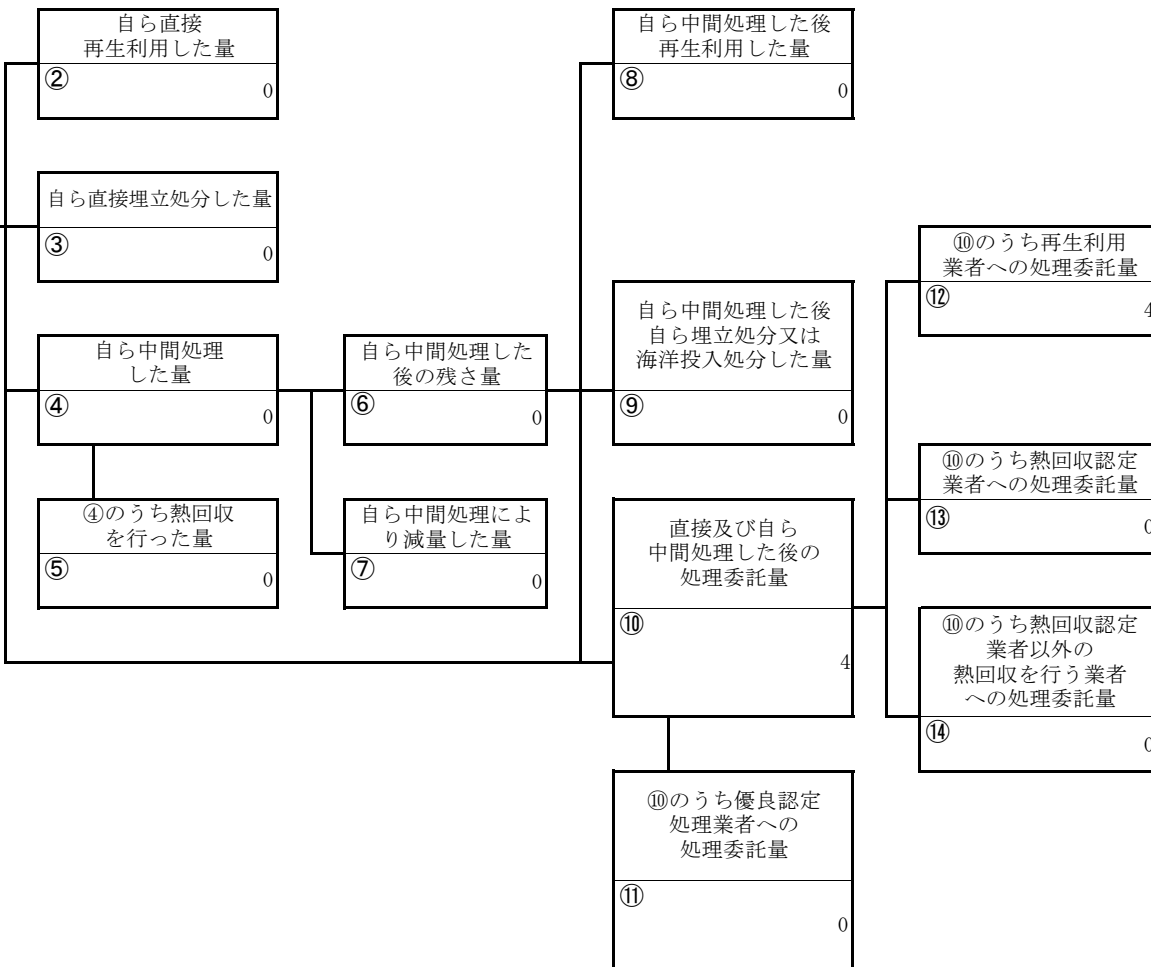 自ら直接
再生利用した量
②
0
自ら直接埋立処分した量
③
0
自ら中間処理
した量
④
0
④のうち熱回収
を行った量
⑤
0
自ら中間処理した
後の残さ量
⑥
0
自ら中間処理によ
り減量した量
⑦
0
自ら中間処理した後
再生利用した量
⑧
0
自ら中間処理した後
自ら埋立処分又は
海洋投入処分した量
⑨
0
直接及び自ら
中間処理した後の
処理委託量
⑩
4
⑩のうち優良認定
処理業者への
処理委託量
⑪
0
⑩のうち再生利用
業者への処理委託量
⑫
4
⑩のうち熱回収認定
業者への処理委託量
⑬
0
⑩のうち熱回収認定
業者以外の
熱回収を行う業者
への処理委託量
⑭
0